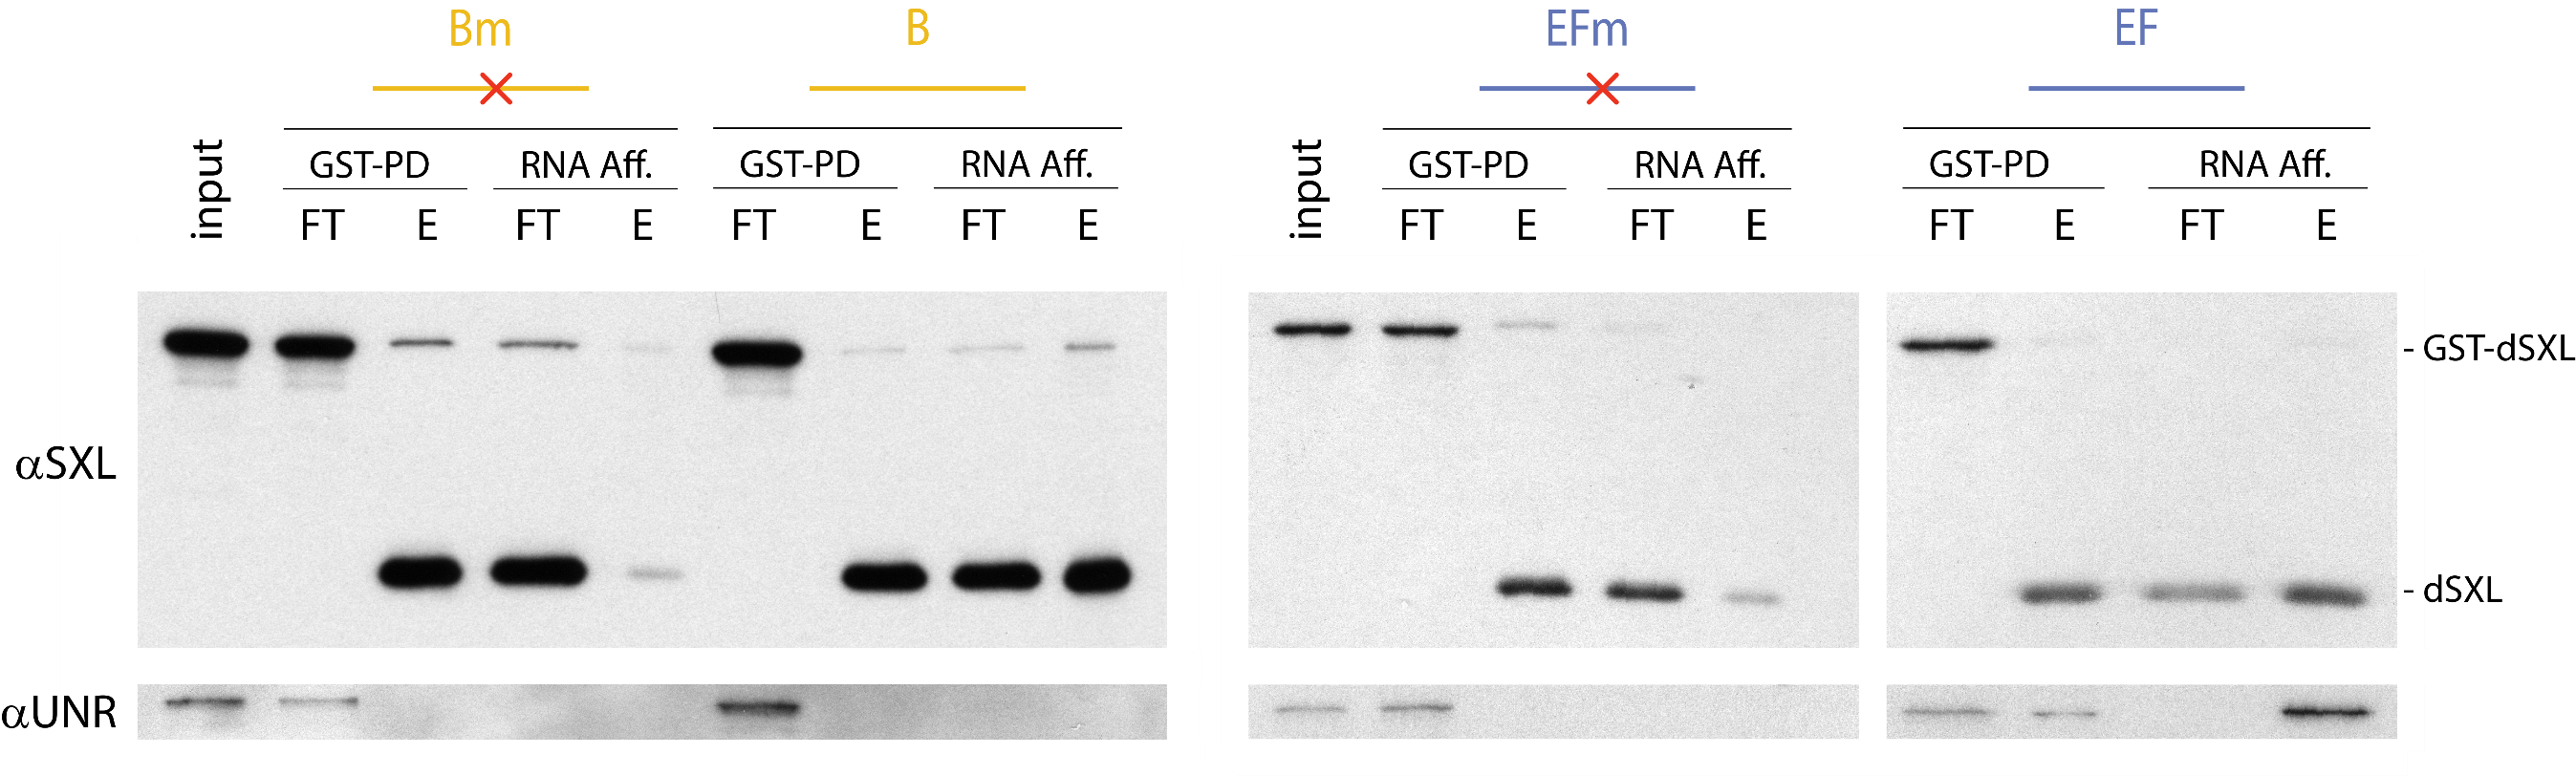 Bm B EFm EF
input GST-PD RNA Aff. GST-PD RNA Aff. input GST-PD RNA Aff. GST-PD RNA Aff.
FT E FT E FT E FT E FT E FT E FT E FT E
- GST-dSXL
αSXL
- dSXL
αUNR